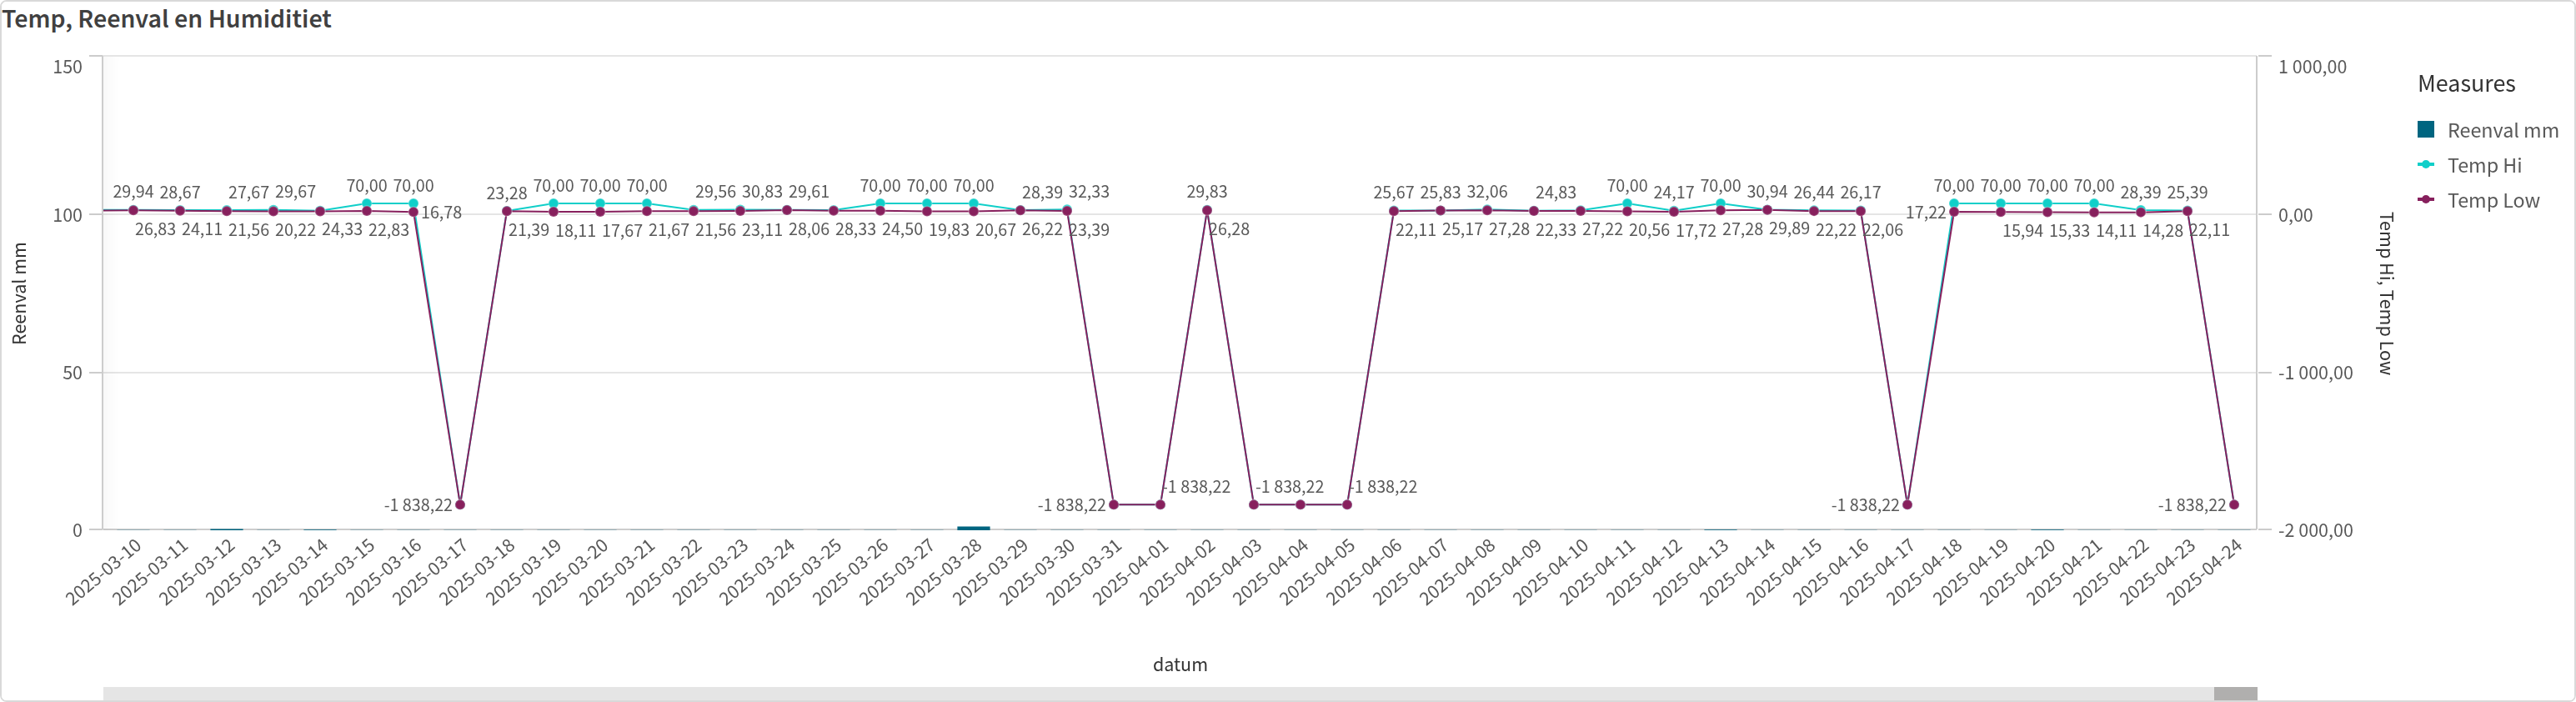 Temp, Reenval en Humiditiet
150
100
50
0
Reenval mm
1 000,00
0,00
-1 000,00
-2 000,00
Temp Hi, Temp Low
Measures
Reenval mm
Temp Hi
Temp Low
29,94 28,67 27,67 29,67 70,00 70,00 23,28 70,00 70,00 70,00 29,56 30,83 29,61 70,00 70,00 70,00 28,39 32,33 29,83 25,67 25,83 32,06 24,83 70,00 24,17 70,00 30,94 26,44 26,17 70,00 70,00 70,00 70,00 28,39 25,39
16,78 17,22
26,83 24,11 21,56 20,22 24,33 22,83 21,39 18,11 17,67 21,67 21,56 23,11 28,06 28,33 24,50 19,83 20,67 26,22 23,39 26,28 22,11 25,17 27,28 22,33 27,22 20,56 17,72 27,28 29,89 22,22 22,06 15,94 15,33 14,11 14,28 22,11
-1 838,22 -1 838,22 -1 838,22
-1 838,22 -1 838,22 -1 838,22 -1 838,22
2025-03-10 2025-03-11 2025-03-12 2025-03-13 2025-03-14 2025-03-15 2025-03-16 2025-03-17 2025-03-18 2025-03-19 2025-03-20 2025-03-21 2025-03-22 2025-03-23 2025-03-24 2025-03-25 2025-03-26 2025-03-27 2025-03-28 2025-03-29 2025-03-30 2025-03-31 2025-04-01 2025-04-02 2025-04-03 2025-04-04 2025-04-05 2025-04-06 2025-04-07 2025-04-08 2025-04-09 2025-04-10 2025-04-11 2025-04-12 2025-04-13 2025-04-14 2025-04-15 2025-04-16 2025-04-17 2025-04-18 2025-04-19 2025-04-20 2025-04-21 2025-04-22 2025-04-23 2025-04-24
datum